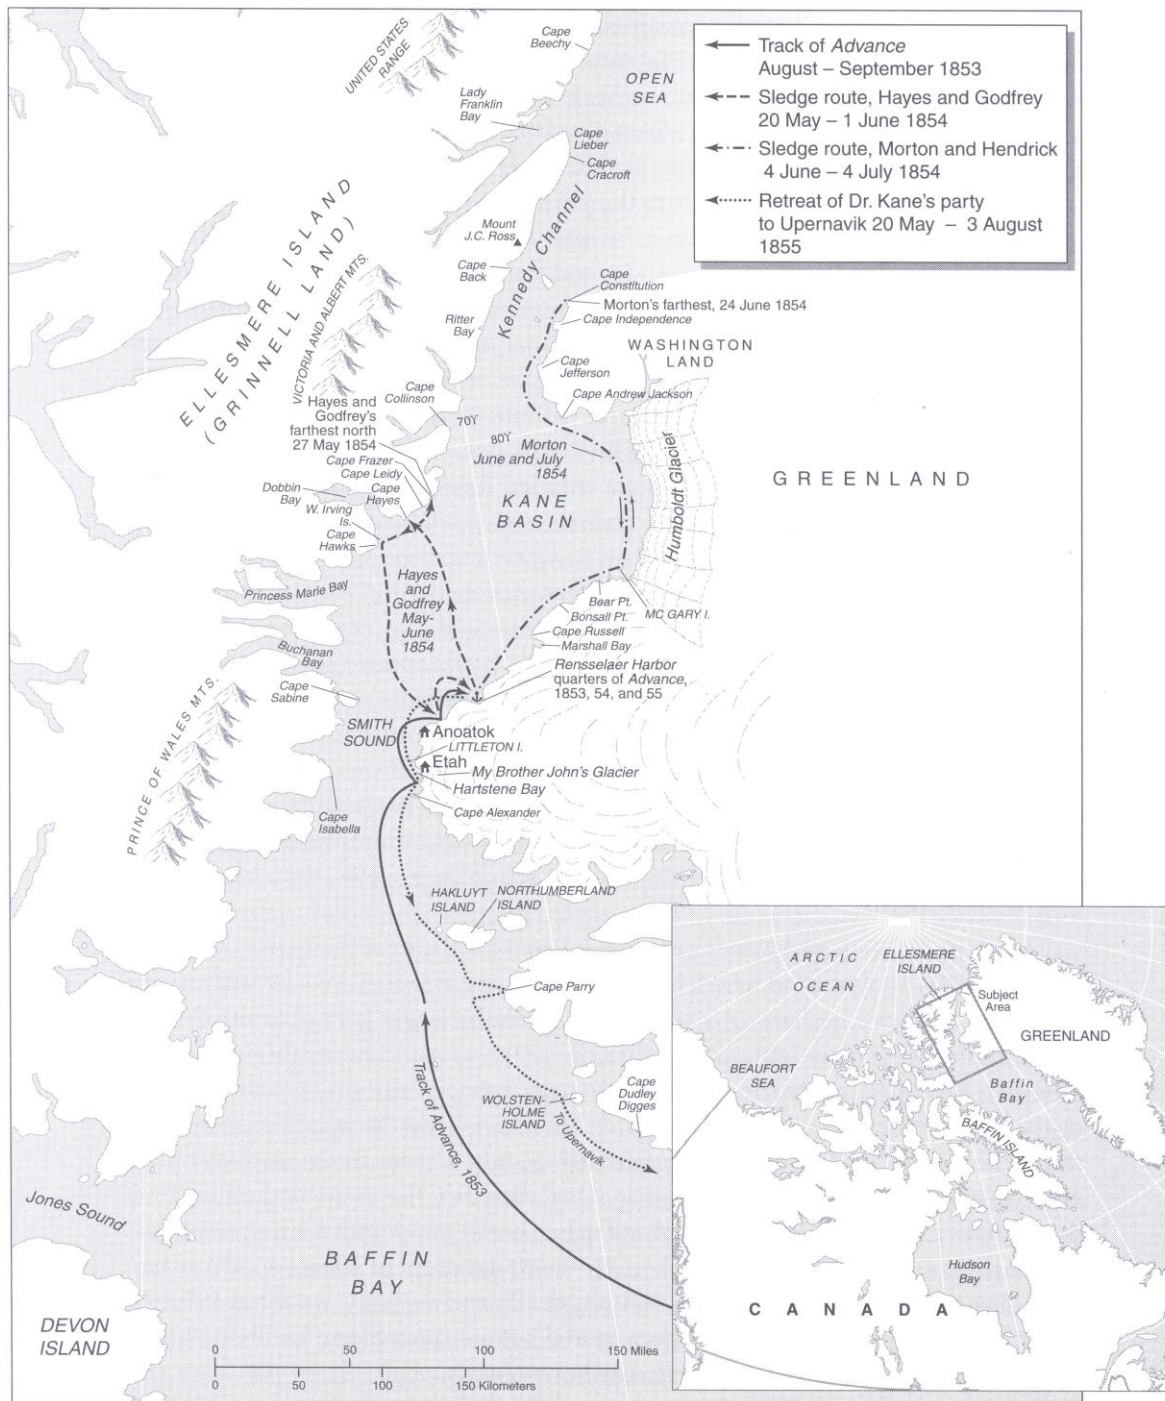 Track of Advance
August – September 1853
Sledge route, Hayes and Godfrey
20 May – 1 June 1854
Sledge route, Morton and Hendrick
4 June – 4 July 1854
Retreat of Dr. Kane's party
to Upernavik 20 May – 3 August
1855
UNITED STATES
RANGE
Cape
Beechy
OPEN
SEA
Lady
Franklin
Bay
Cape
Lieber
Cape
Cracroft
ELLESMERE ISLAND
(GRINNELL LAND)
Mount
J.C. Ross
Kennedy Channel
Cape
Back
VICTORIA AND ALBERT MTS.
Cape
Constitution
Morton's farthest, 24 June 1854
Cape Independence
Ritter
Bay
WASHINGTON
LAND
Cape
Jefferson
Cape
Collinson
Cape Andrew Jackson
Hayes and
Godfrey's
farthest north
27 May 1854
70°
80°
Morton
June and July
1854
Cape Frazer
Cape Leidy
Cape
Hayes
Dobbin
Bay
W. Irving
Is.
Cape
Hawks
KANE
BASIN
Humboldt Glacier
GREENLAND
Hayes
and
Godfrey
May-
June
1854
Princess Marie Bay
Bear Pt.
Bonsall Pt.
MC GARY I.
Cape Russell
Marshall Bay
Buchanan
Bay
Rensselaer Harbor
quarters of Advance,
1853, 54, and 55
Cape
Sabine
PRINCE OF WALES MTS.
SMITH
SOUND
Anoatok
LITTLETON I.
Etah
My Brother John's Glacier
Hartstene Bay
Cape Alexander
Cape
Isabella
HAKLUYT
ISLAND
NORTHUMBERLAND
ISLAND
Cape Parry
Track of Advance, 1853
WOLSTEN-
HOLME
ISLAND
Cape
Dudley
Digges
To Upernavik
Jones Sound
BAFFIN
BAY
DEVON
ISLAND
0 50 100 150 Miles
0 50 100 150 Kilometers
ARCTIC
OCEAN
ELLESMERE
ISLAND
Subject
Area
GREENLAND
BEAUFORT
SEA
Baffin
Bay
BAFFIN ISLAND
Hudson
Bay
CANADA